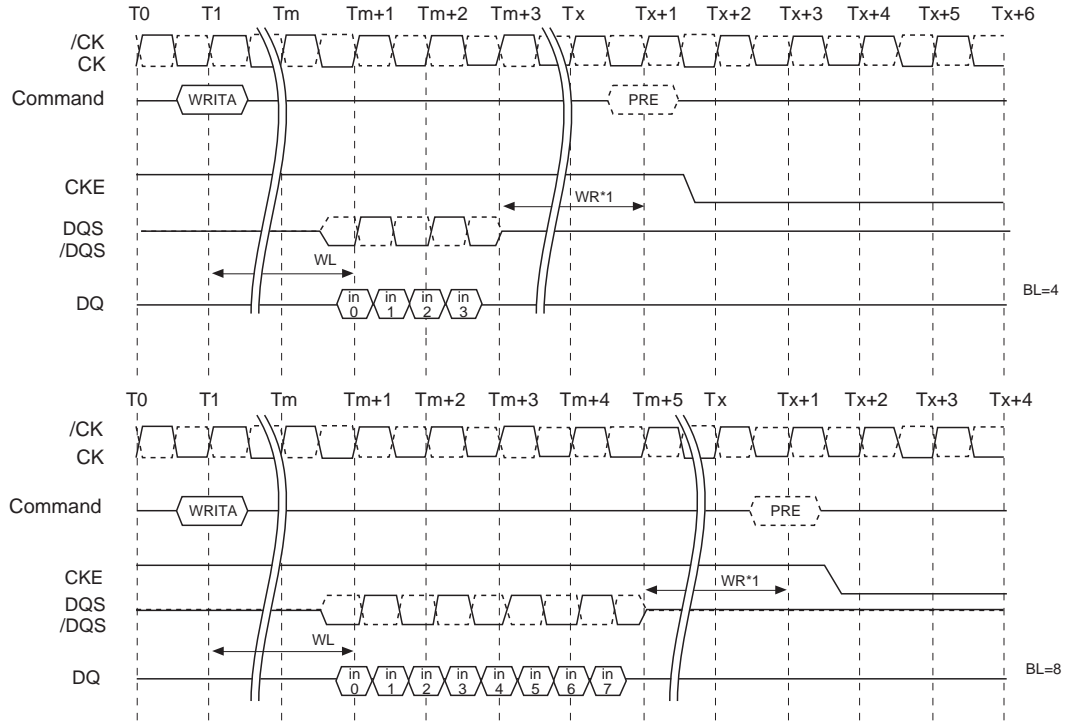 T0 T1 Tm Tm+1 Tm+2 Tm+3 Tx Tx+1 Tx+2 Tx+3 Tx+4 Tx+5 Tx+6
/CK
CK
Command WRITA PRE
CKE
WR*1
DQS
/DQS
WL
DQ in 0 in 1 in 2 in 3
BL=4
T0 T1 Tm Tm+1 Tm+2 Tm+3 Tm+4 Tm+5 Tx Tx+1 Tx+2 Tx+3 Tx+4
/CK
CK
Command WRITA PRE
CKE
WR*1
DQS
/DQS
WL
DQ in 0 in 1 in 2 in 3 in 4 in 5 in 6 in 7
BL=8